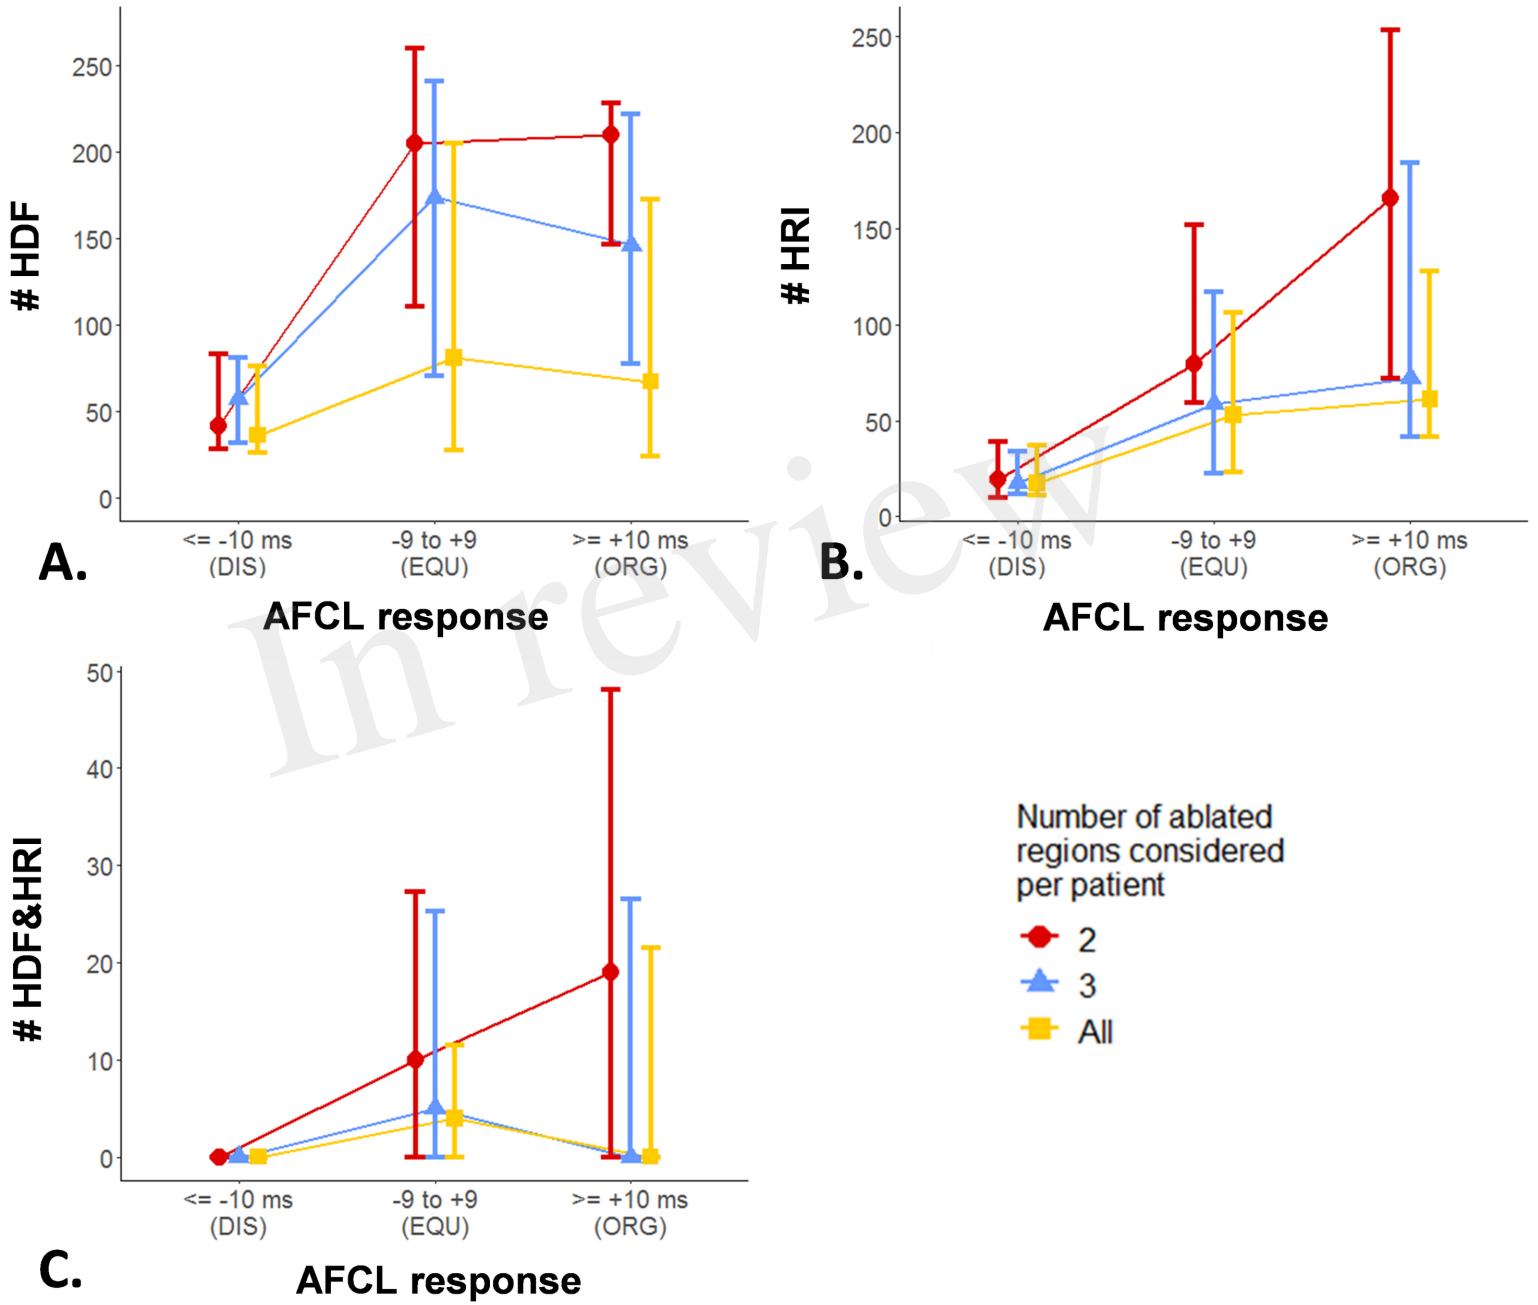 # HDF
250
200
150
100
50
0
<= -10 ms
(DIS)
-9 to +9
(EQU)
>= +10 ms
(ORG)
A.
AFCL response
# HRI
250
200
150
100
50
0
<= -10 ms
(DIS)
-9 to +9
(EQU)
>= +10 ms
(ORG)
B.
AFCL response
In review
# HDF&HRI
50
40
30
20
10
0
<= -10 ms
(DIS)
-9 to +9
(EQU)
>= +10 ms
(ORG)
C.
AFCL response
Number of ablated
regions considered
per patient
2
3
All